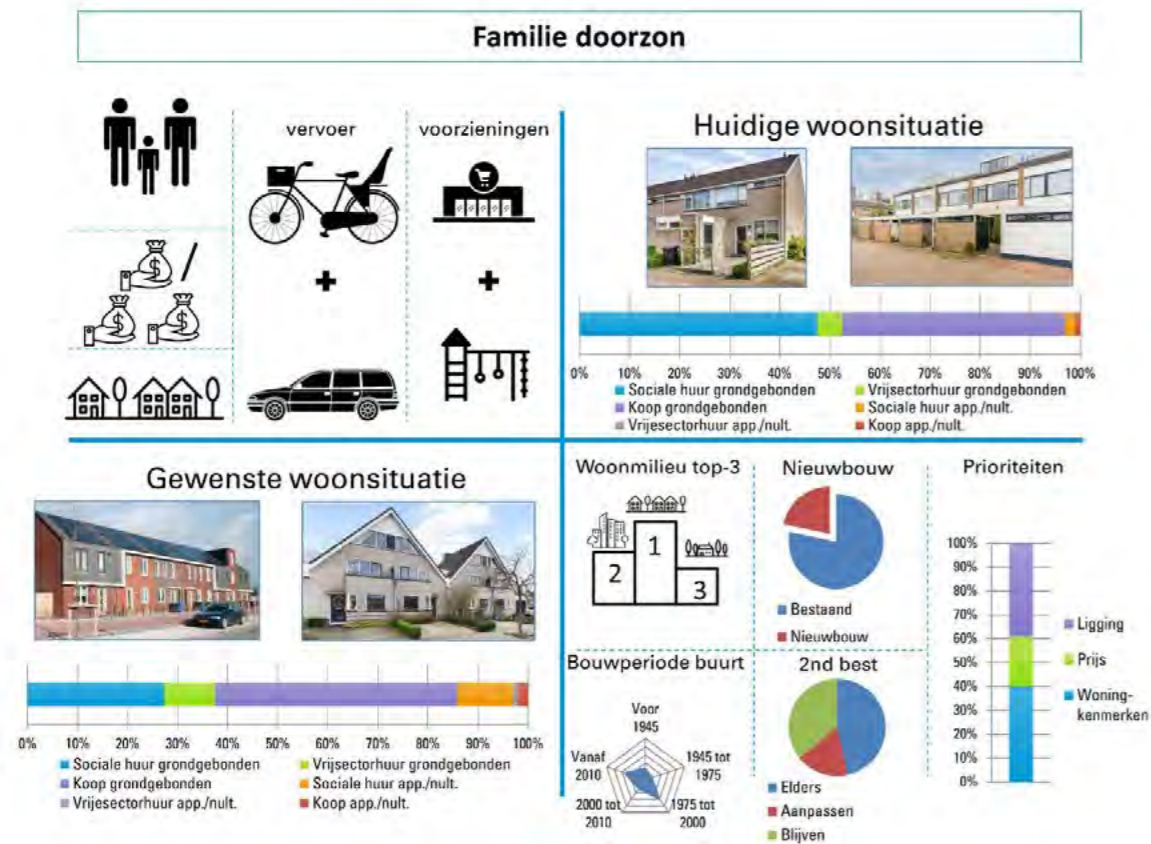 Familie doorzon
vervoer
voorzieningen
Huidige woonsituatie
0% 10% 20% 30% 40% 50% 60% 70% 80% 90% 100%
Sociale huur grondgebonden
Vrijsectorhuur grondgebonden
Koop grondgebonden
Sociale huur app./nult.
Vrijesectorhuur app./nult.
Koop app./nult.
Gewenste woonsituatie
0% 10% 20% 30% 40% 50% 60% 70% 80% 90% 100%
Sociale huur grondgebonden
Vrijsectorhuur grondgebonden
Koop grondgebonden
Sociale huur app./nult.
Vrijesectorhuur app./nult.
Koop app./nult.
Woonmilieu top-3
1
2
3
Nieuwbouw
Bestaand
Nieuwbouw
Bouwperiode buurt
Voor
1945
1945 tot
1975
1975 tot
2000
2000 tot
2010
Vanaf
2010
2nd best
Elders
Aanpassen
Blijven
Prioriteiten
100%
90%
80%
70%
60%
50%
40%
30%
20%
10%
0%
Ligging
Prijs
Woning-
kenmerken